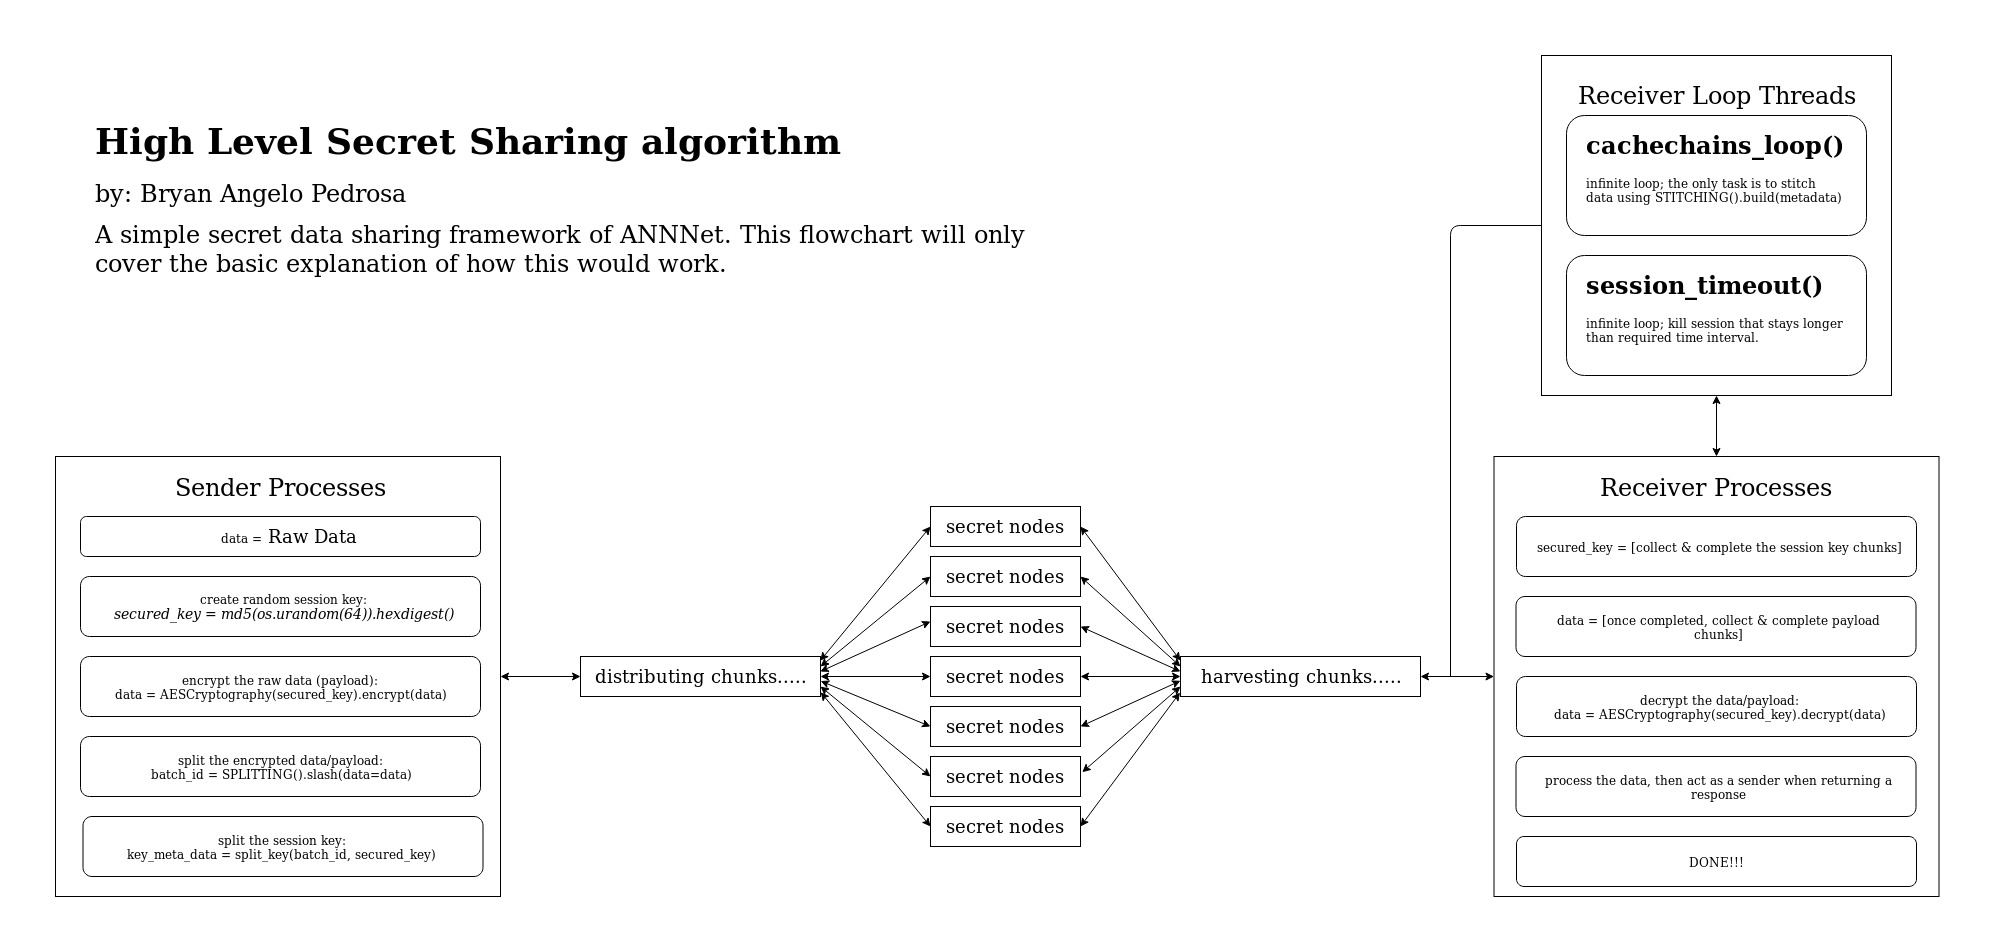 High Level Secret Sharing algorithm
by: Bryan Angelo Pedrosa
A simple secret data sharing framework of ANNNet. This flowchart will only
cover the basic explanation of how this would work.
Receiver Loop Threads
cachechains_loop()
infinite loop; the only task is to stitch
data using STITCHING().build(metadata)
session_timeout()
infinite loop; kill session that stays longer
than required time interval.
Sender Processes
data = Raw Data
create random session key:
secured_key = md5(os.urandom(64)).hexdigest()
encrypt the raw data (payload):
data = AESCryptography(secured_key).encrypt(data)
split the encrypted data/payload:
batch_id = SPLITTING().slash(data=data)
split the session key:
key_meta_data = split_key(batch_id, secured_key)
distributing chunks.....
secret nodes
secret nodes
secret nodes
secret nodes
secret nodes
secret nodes
secret nodes
harvesting chunks.....
Receiver Processes
secured_key = [collect & complete the session key chunks]
data = [once completed, collect & complete payload
chunks]
decrypt the data/payload:
data = AESCryptography(secured_key).decrypt(data)
process the data, then act as a sender when returning a
response
DONE!!!